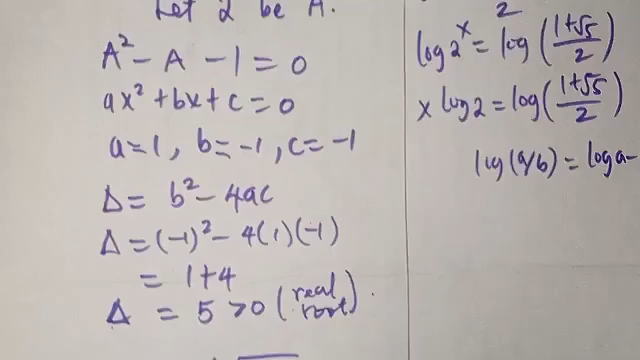 Let 2 be A.
A² - A - 1 = 0
ax² + bx + c = 0
a = 1, b = -1, c = -1
Δ = b² - 4ac
Δ = (-1)² - 4(1)(-1)
= 1 + 4
Δ = 5 > 0 (real root).
2
log 2^x = log ((1+√5)/2)
x log 2 = log ((1+√5)/2)
log (a/b) = log a -